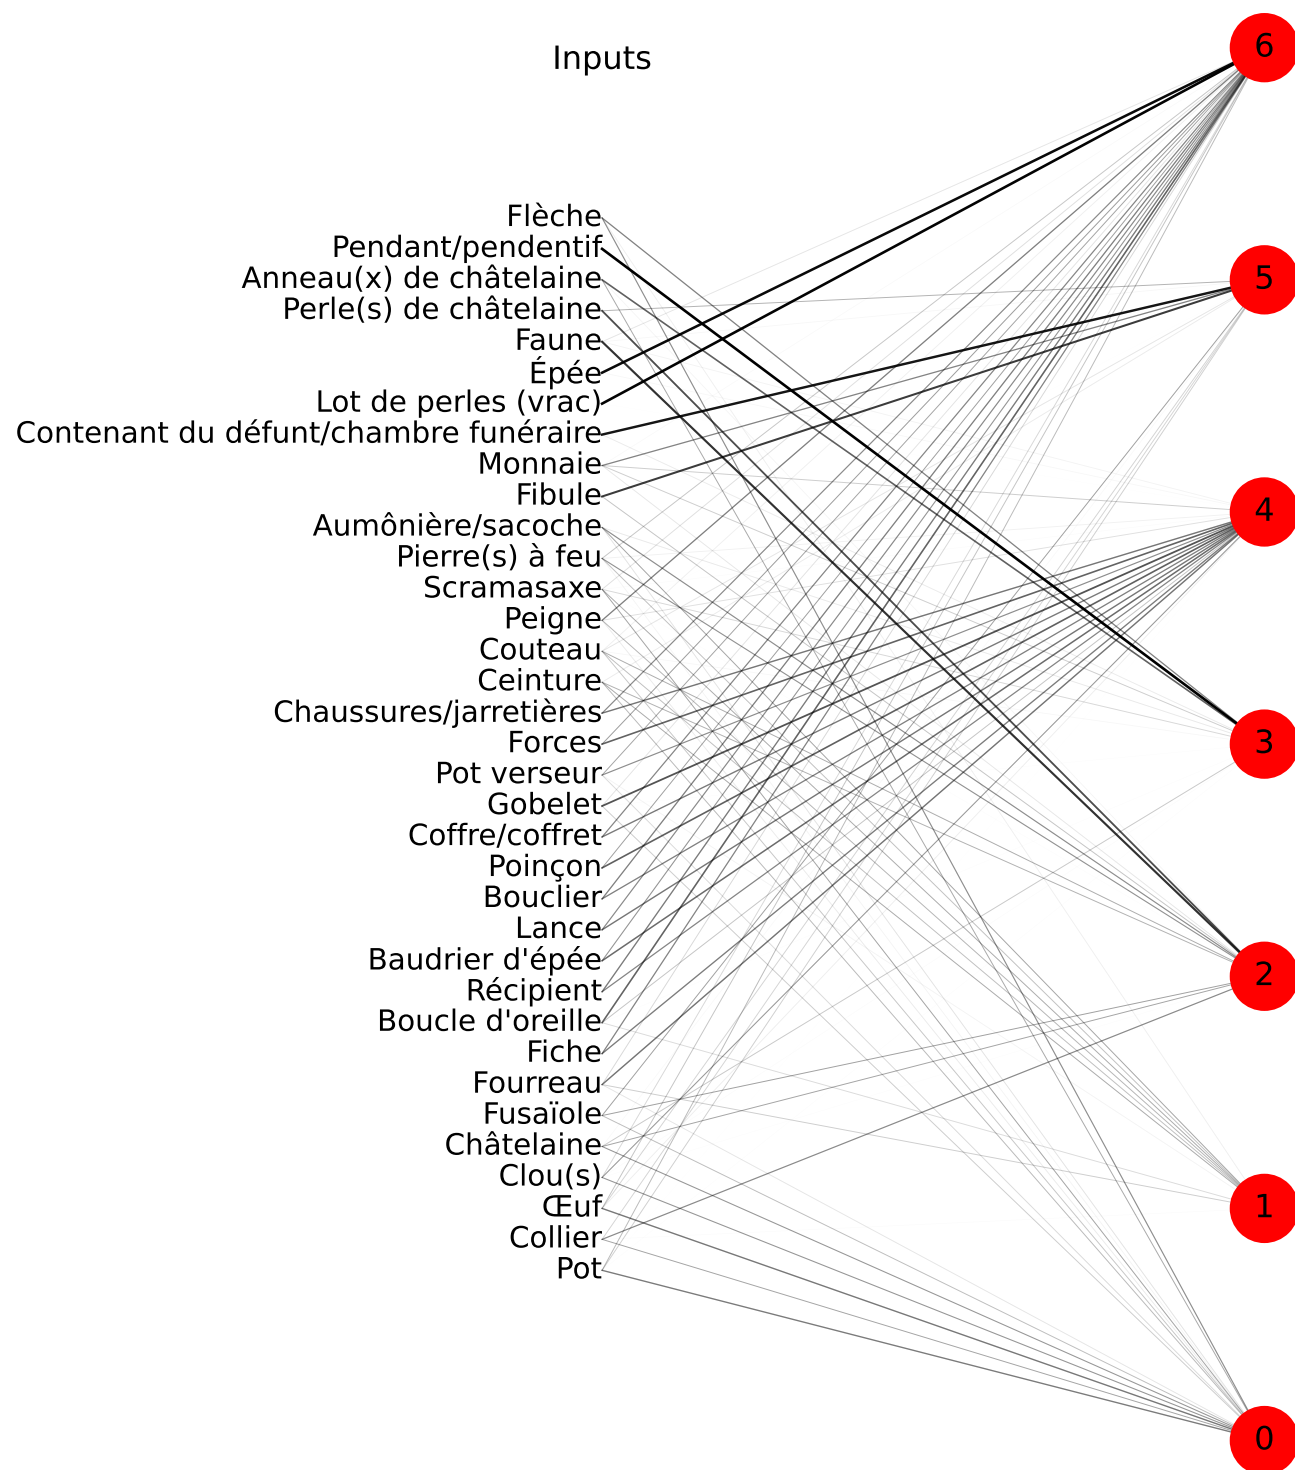 6
Inputs
Flèche
Pendant/pendentif
5
Anneau(x) de châtelaine
Perle(s) de châtelaine
Faune
Épée
Lot de perles (vrac)
Contenant du défunt/chambre funéraire
Monnaie
Fibule
4
Aumônière/sacoche
Pierre(s) à feu
Scramasaxe
Peigne
Couteau
Ceinture
Chaussures/jarretières
Forces
3
Pot verseur
Gobelet
Coffre/coffret
Poinçon
Bouclier
Lance
Baudrier d'épée
2
Récipient
Boucle d'oreille
Fiche
Fourreau
Fusaïole
Châtelaine
Clou(s)
Œuf
1
Collier
Pot
0